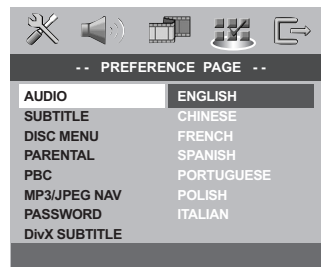 -- PREFERENCE PAGE --
AUDIO ENGLISH
SUBTITLE CHINESE
DISC MENU FRENCH
PARENTAL SPANISH
PBC PORTUGUESE
MP3/JPEG NAV POLISH
PASSWORD ITALIAN
DivX SUBTITLE